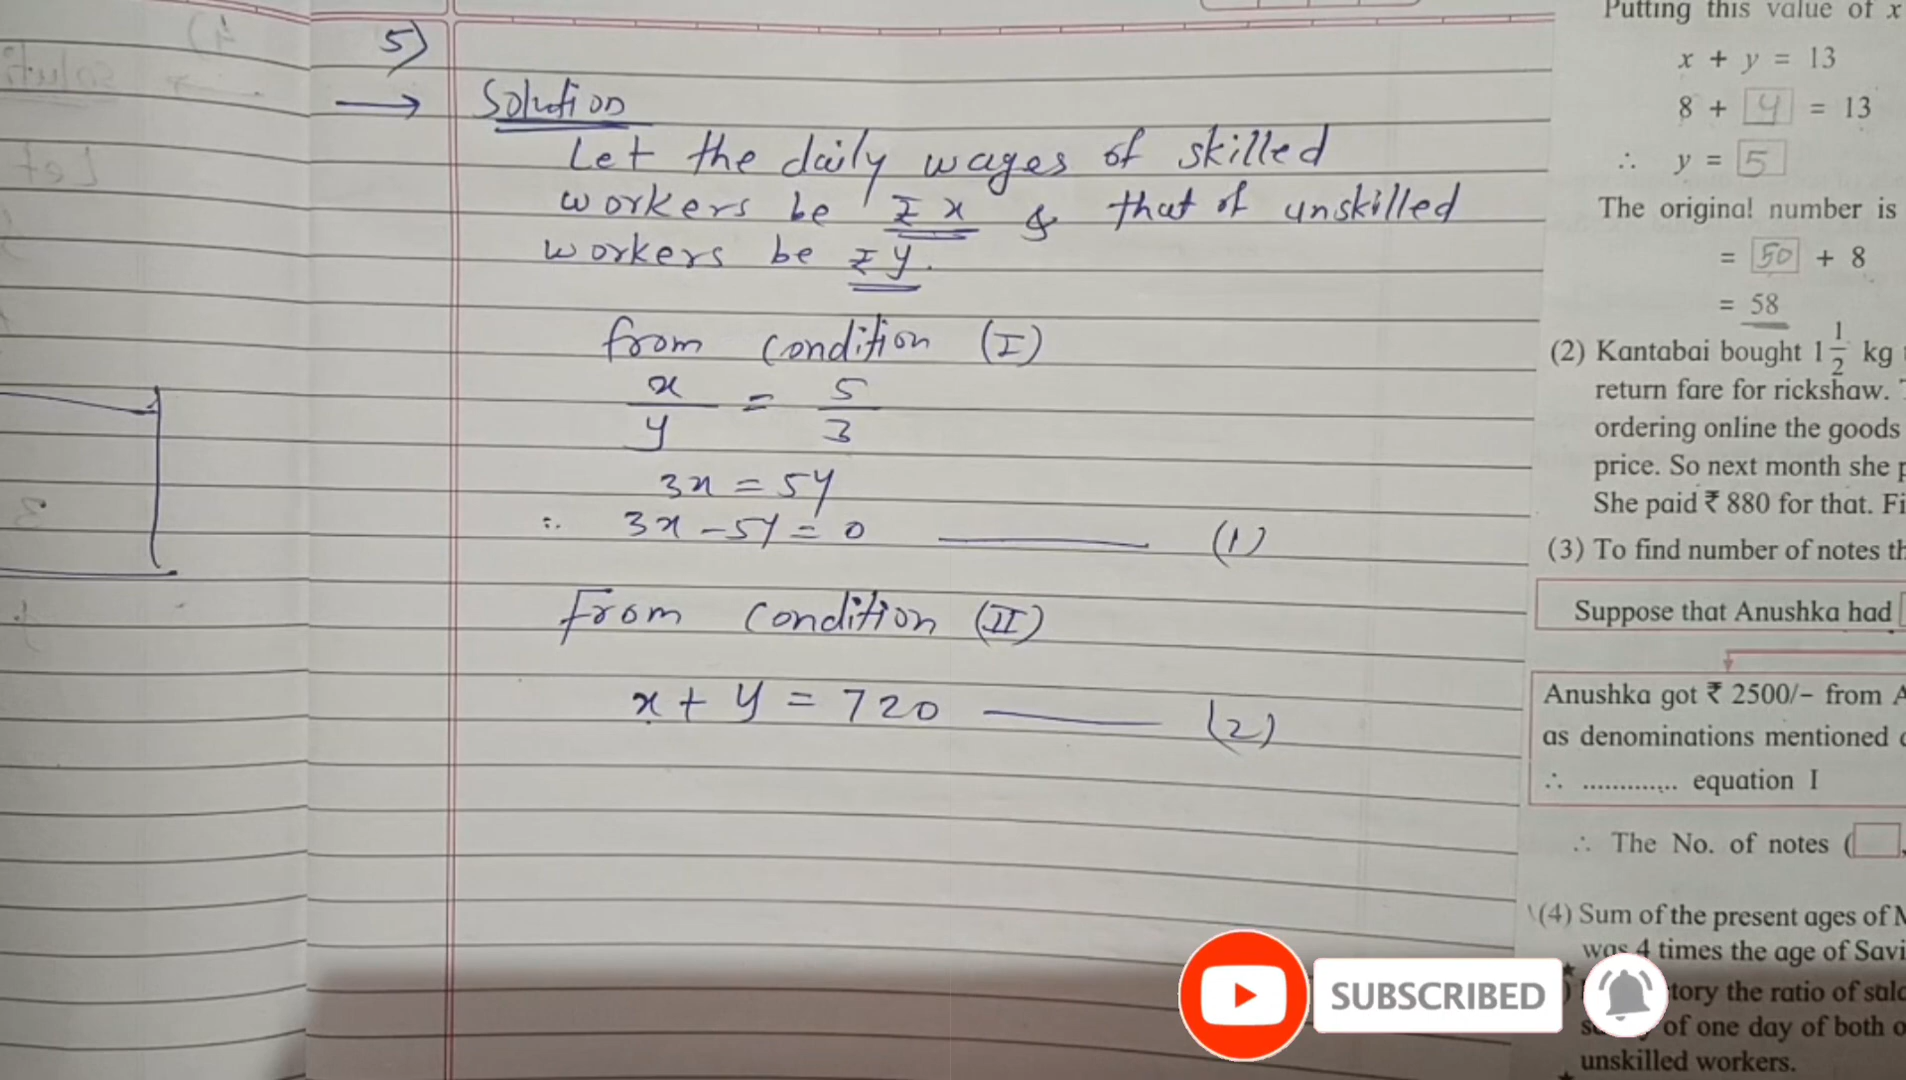 5)
→ Solution
Let the daily wages of skilled
workers be ₹ x & that of unskilled
workers be ₹ y.
from condition (I)
x/y = 5/3
3x = 5y
∴ 3x - 5y = 0 (1)
From condition (II)
x + y = 720 (2)
Putting this value of x
x + y = 13
8 + 4 = 13
∴ y = 5
The original number is
= 50 + 8
= 58
(2) Kantabai bought 1 1/2 kg
return fare for rickshaw.
ordering online the goods
price. So next month she
She paid ₹ 880 for that.
(3) To find number of notes
Suppose that Anushka had
Anushka got ₹ 2500/- from
as denominations mentioned
∴ ............. equation I
∴ The No. of notes (
(4) Sum of the present ages of
was 4 times the age of
the ratio of
of one day of both
unskilled workers.
SUBSCRIBED